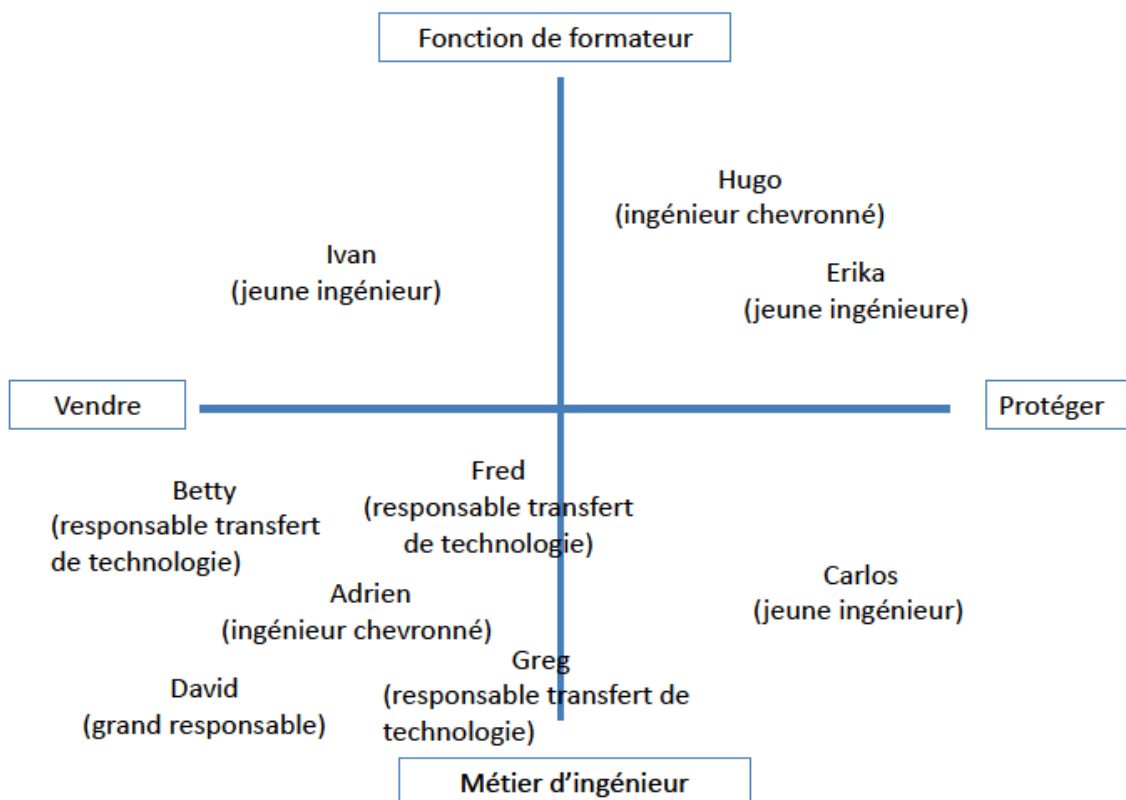 Fonction de formateur
Hugo
(ingénieur chevronné)
Ivan
(jeune ingénieur)
Erika
(jeune ingénieure)
Vendre
Protéger
Betty
(responsable transfert
de technologie)
Fred
(responsable transfert
de technologie)
Adrien
(ingénieur chevronné)
Carlos
(jeune ingénieur)
David
(grand responsable)
Greg
(responsable transfert de
technologie)
Métier d'ingénieur